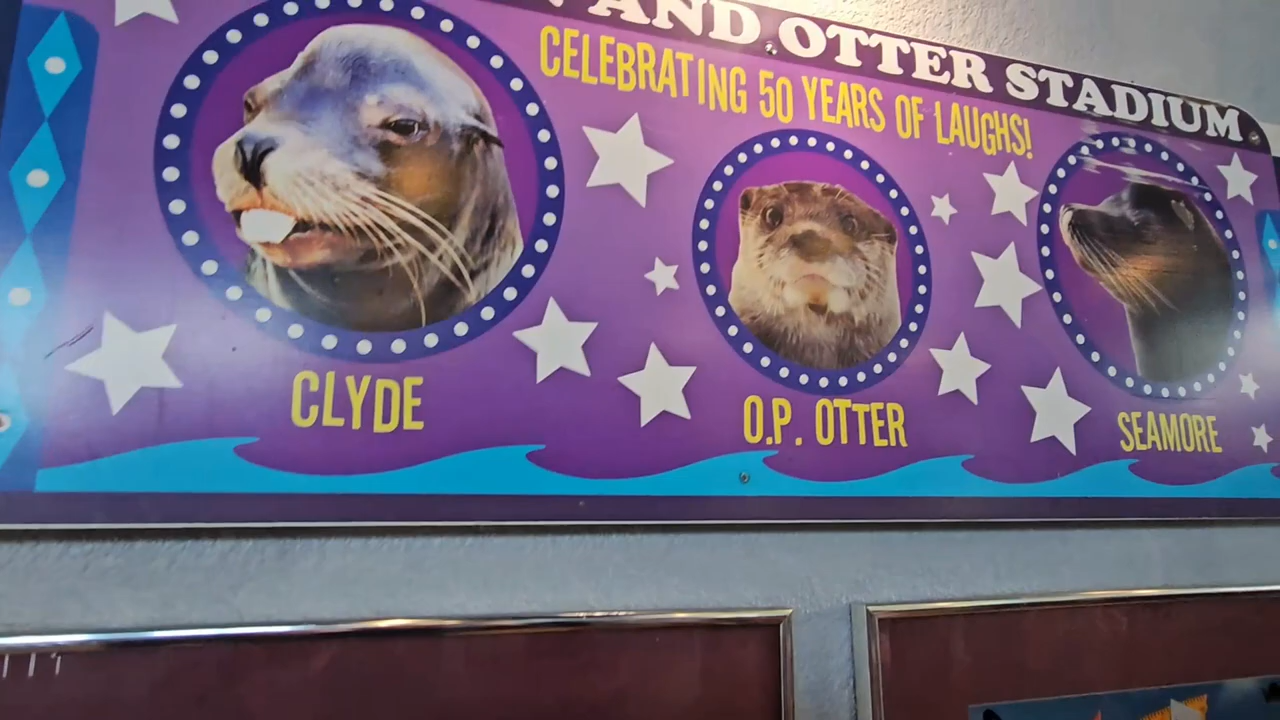 AND OTTER STADIUM
CELEBRATING 50 YEARS OF LAUGHS!
CLYDE
O.P. OTTER
SEAMORE